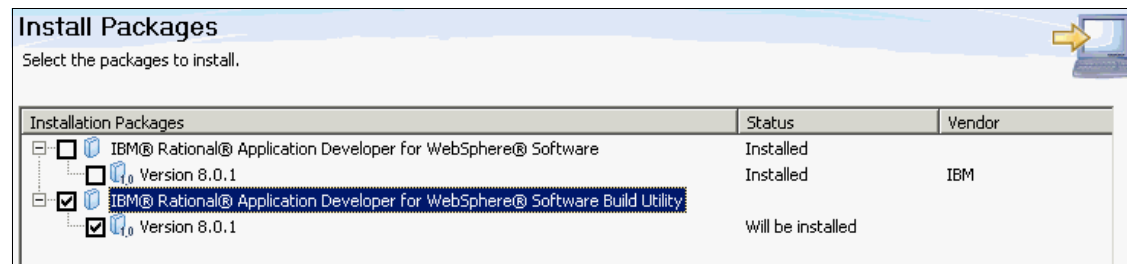 Install Packages
Select the packages to install.
Installation Packages Status Vendor
IBM® Rational® Application Developer for WebSphere® Software Installed
Version 8.0.1 Installed IBM
IBM® Rational® Application Developer for WebSphere® Software Build Utility
Version 8.0.1 Will be installed